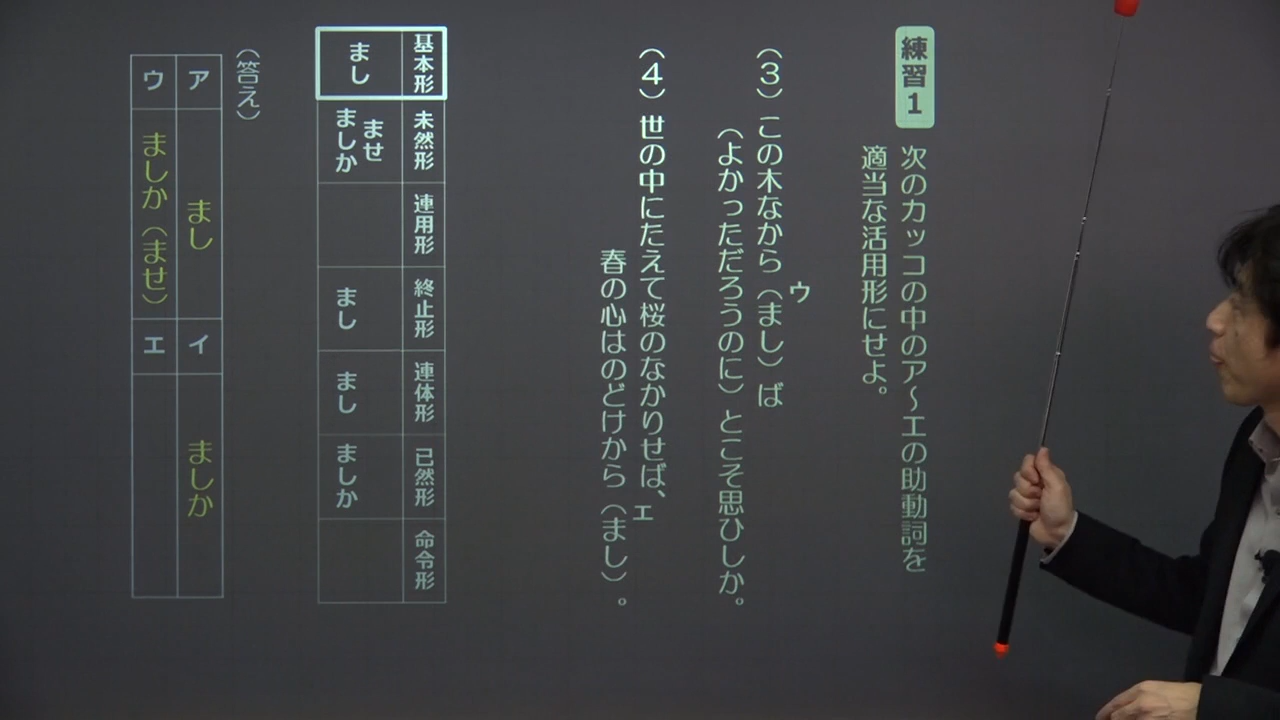 練習1
次のカッコの中のア～エの助動詞を
適当な活用形にせよ。
ウ
（3）この木なから（まし）ば
（よかっただろうのに）とこそ思ひしか。
（4）世の中にたえて桜のなかりせば、
エ
春の心はのどけから（まし）。
基本形 未然形 連用形 終止形 連体形 已然形 命令形
まし ませ ましか まし まし ましか
（答え）
ア まし イ ましか
ウ ましか（ませ） エ